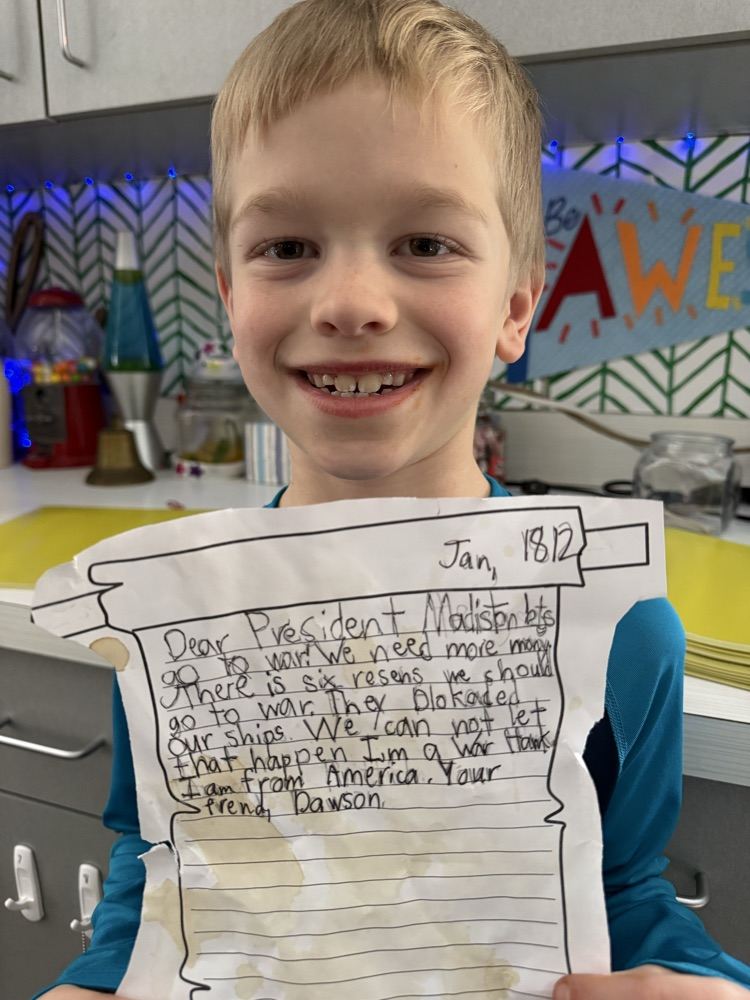 Be
AWE
Jan, 1812
Dear President Madiston lets
go to war! We need more mony
There is six resens we should
go to war. They blokaded
our ships. We can not let
that happen I,m a war Hawk
I am from America. Your
frend, Dawson